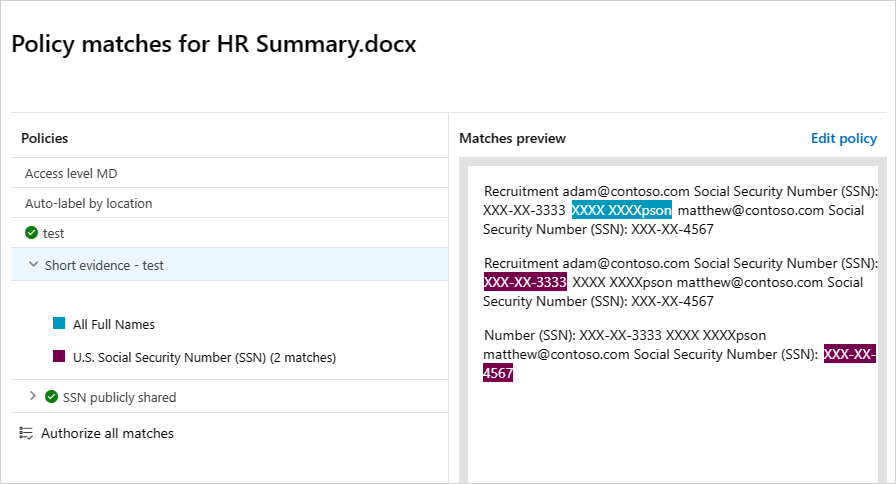 Policy matches for HR Summary.docx
Policies
Access level MD
Auto-label by location
test
Short evidence - test
All Full Names
U.S. Social Security Number (SSN) (2 matches)
SSN publicly shared
Authorize all matches
Matches preview
Edit policy
Recruitment adam@contoso.com Social Security Number (SSN):
XXX-XX-3333 XXXX XXXXpson matthew@contoso.com Social
Security Number (SSN): XXX-XX-4567
Recruitment adam@contoso.com Social Security Number (SSN):
XXX-XX-3333 XXXX XXXXpson matthew@contoso.com Social
Security Number (SSN): XXX-XX-4567
Number (SSN): XXX-XX-3333 XXXX XXXXpson
matthew@contoso.com Social Security Number (SSN): XXX-XX-
4567